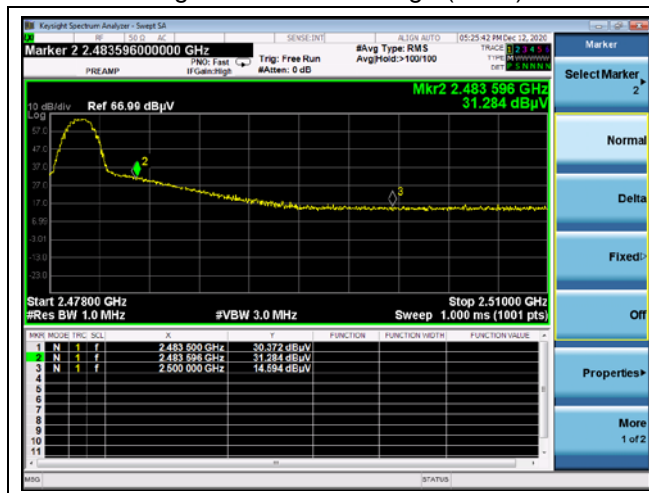 Keysight Spectrum Analyzer - Swept SA
RF 50 Ω AC SENSE:INT ALIGN AUTO 05:25:42 PM Dec 12, 2020
Marker 2 2.483596000000 GHz
PNO: Fast
IFGain:High
Trig: Free Run
#Atten: 0 dB
#Avg Type: RMS
Avg|Hold:>100/100
TRACE 1 2 3 4 5 6
TYPE M WWWWW
DET P S N N N N
PREAMP
Mkr2 2.483 596 GHz
31.284 dBµV
10 dB/div Ref 66.99 dBµV
Log
57.0
47.0
37.0
27.0
17.0
6.99
-3.01
-13.0
-23.0
2
3
Start 2.47800 GHz Stop 2.51000 GHz
#Res BW 1.0 MHz #VBW 3.0 MHz Sweep 1.000 ms (1001 pts)
MKR MODE TRC SCL X Y FUNCTION FUNCTION WIDTH FUNCTION VALUE
1 N 1 f 2.483 500 GHz 30.372 dBµV
2 N 1 f 2.483 596 GHz 31.284 dBµV
3 N 1 f 2.500 000 GHz 14.594 dBµV
4
5
6
7
8
9
10
11
MSG STATUS
Marker
Select Marker
2
Normal
Delta
Fixed
Off
Properties
More
1 of 2